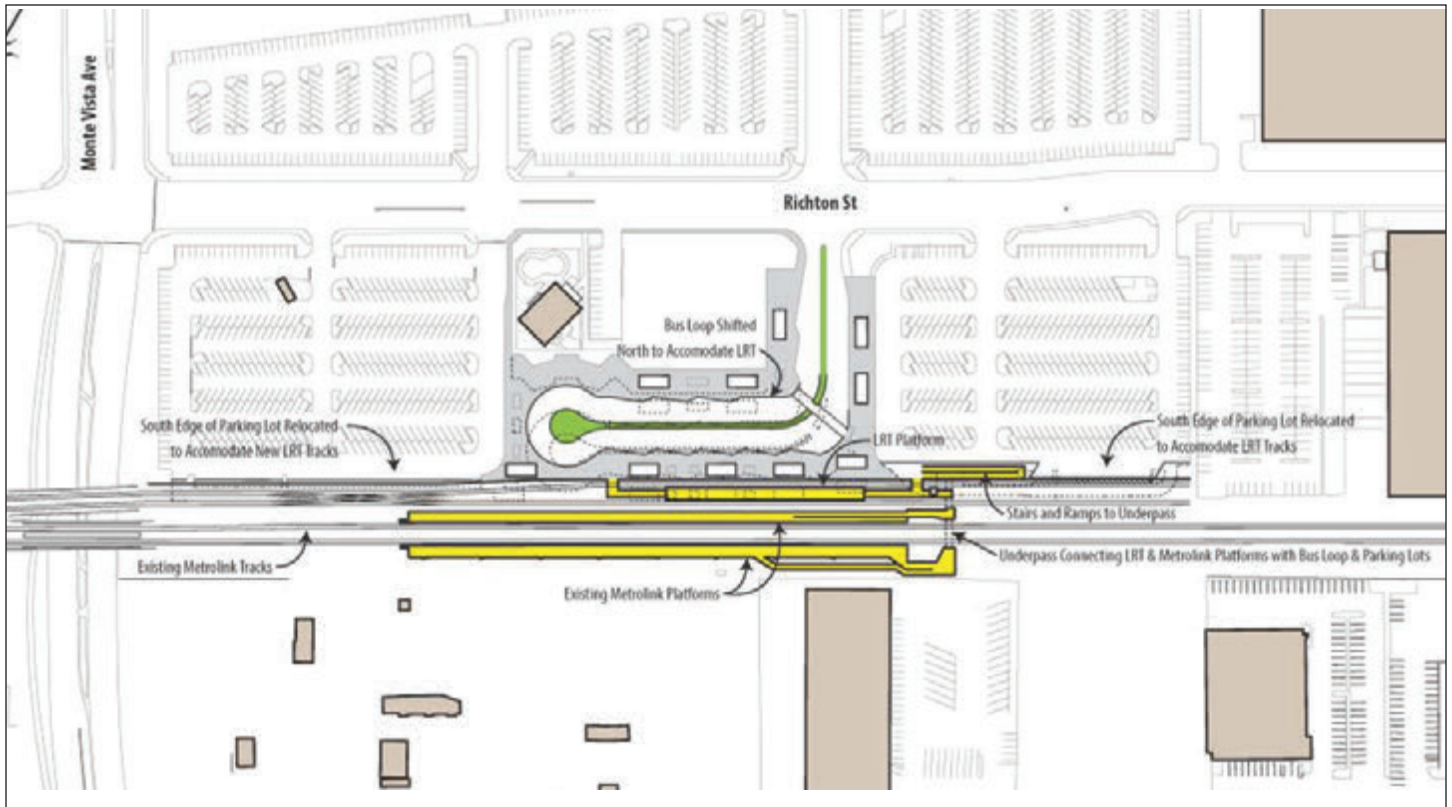 Monte Vista Ave
Richton St
Bus Loop Shifted
North to Accomodate LRT
South Edge of Parking Lot Relocated
to Accomodate New LRT Tracks
LRT Platform
South Edge of Parking Lot Relocated
to Accomodate LRT Tracks
Stairs and Ramps to Underpass
Existing Metrolink Tracks
Underpass Connecting LRT & Metrolink Platforms with Bus Loop & Parking Lots
Existing Metrolink Platforms